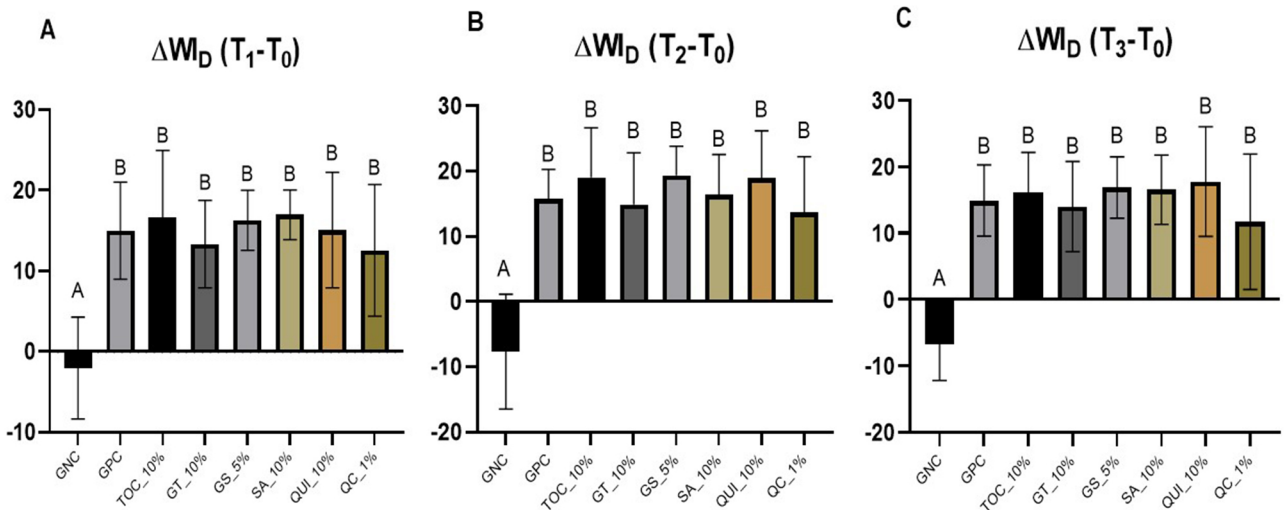 A
ΔWI_D (T₁-T₀)
30
20
10
0
-10
A
B
B
B
B
B
B
B
GNC
GPC
TOC_10%
GT_10%
GS_5%
SA_10%
QUI_10%
QC_1%
B
ΔWI_D (T₂-T₀)
30
20
10
0
-10
-20
A
B
B
B
B
B
B
B
GNC
GPC
TOC_10%
GT_10%
GS_5%
SA_10%
QUI_10%
QC_1%
C
ΔWI_D (T₃-T₀)
30
20
10
0
-10
-20
A
B
B
B
B
B
B
B
GNC
GPC
TOC_10%
GT_10%
GS_5%
SA_10%
QUI_10%
QC_1%